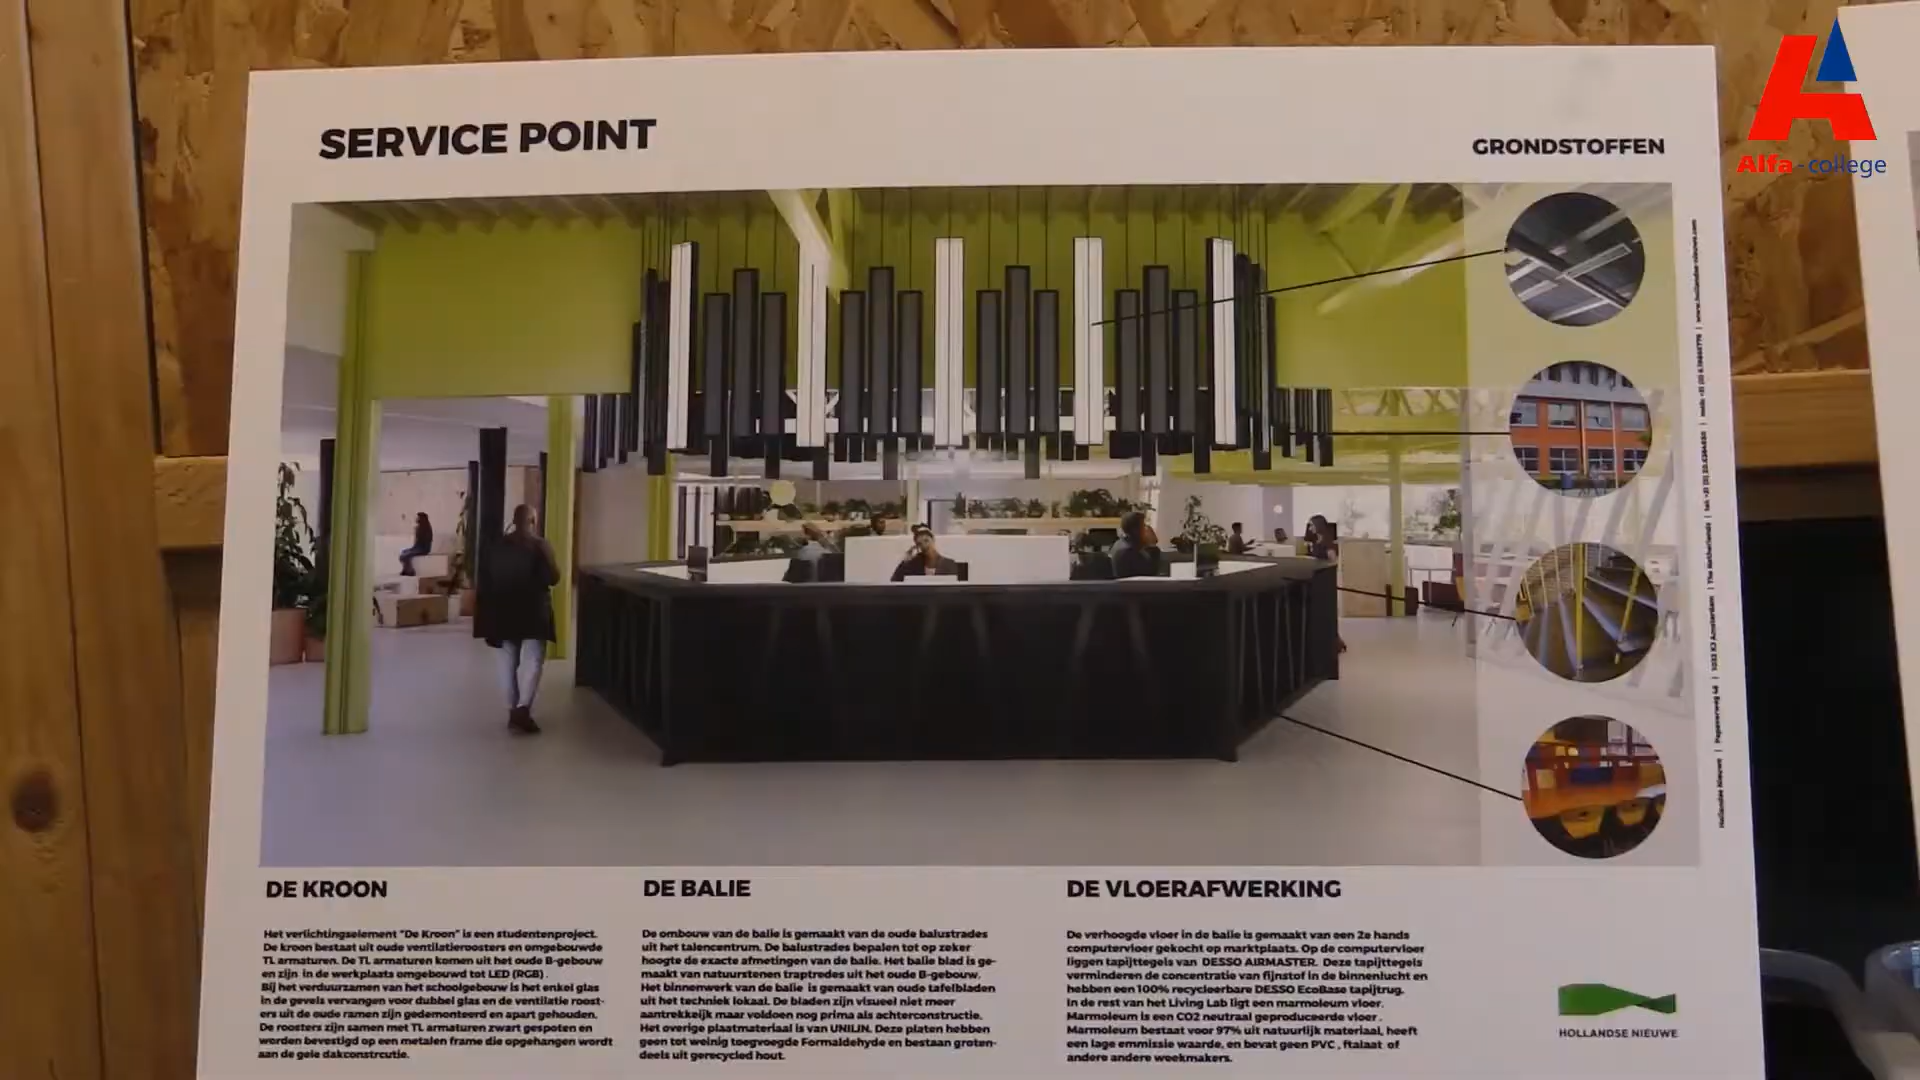 SERVICE POINT
GRONDSTOFFEN
Alfa-college
DE KROON
Het verlichtingselement "De Kroon" is een studentenproject.
De kroon bestaat uit oude ventilatieroosters en omgebouwde
TL armaturen. De TL armaturen komen uit het oude B-gebouw
en zijn in de werkplaats omgebouwd tot LED (RGB).
Bij het verduurzamen van het schoolgebouw is het enkel glas
in de gevels vervangen voor dubbel glas en de ventilatie roost-
ers uit de oude ramen zijn gedemonteerd en apart gehouden.
De roosters zijn samen met TL armaturen zwart gespoten en
worden bevestigd op een metalen frame die opgehangen wordt
aan de gele dakconstrcutie.
DE BALIE
De ombouw van de balie is gemaakt van de oude balustrades
uit het talencentrum. De balustrades bepalen tot op zeker
hoogte de exacte afmetingen van de balie. Het balie blad is ge-
maakt van natuurstenen traptredes uit het oude B-gebouw.
Het binnenwerk van de balie is gemaakt van oude tafelbladen
uit het techniek lokaal. De bladen zijn visueel niet meer
aantrekkelijk maar voldoen nog prima als achterconstructie.
Het overige plaatmateriaal is van UNILIN. Deze platen hebben
geen tot weinig toegvoegde Formaldehyde en bestaan groten-
deels uit gerecycled hout.
DE VLOERAFWERKING
De verhoogde vloer in de balie is gemaakt van een 2e hands
computervloer gekocht op marktplaats. Op de computervloer
liggen tapijttegels van DESSO AIRMASTER. Deze tapijttegels
verminderen de concentratie van fijnstof in de binnenlucht en
hebben een 100% recycleerbare DESSO EcoBase tapijtrug.
In de rest van het Living Lab ligt een marmoleum vloer.
Marmoleum is een CO2 neutraal geproduceerde vloer.
Marmoleum bestaat voor 97% uit natuurlijk materiaal, heeft
een lage emmissie waarde, en bevat geen PVC, ftalaat of
andere andere weekmakers.
HOLLANDSE NIEUWE
Hollandse Nieuwe | Papaverweg 48 | 1032 KJ Amsterdam | The Netherlands